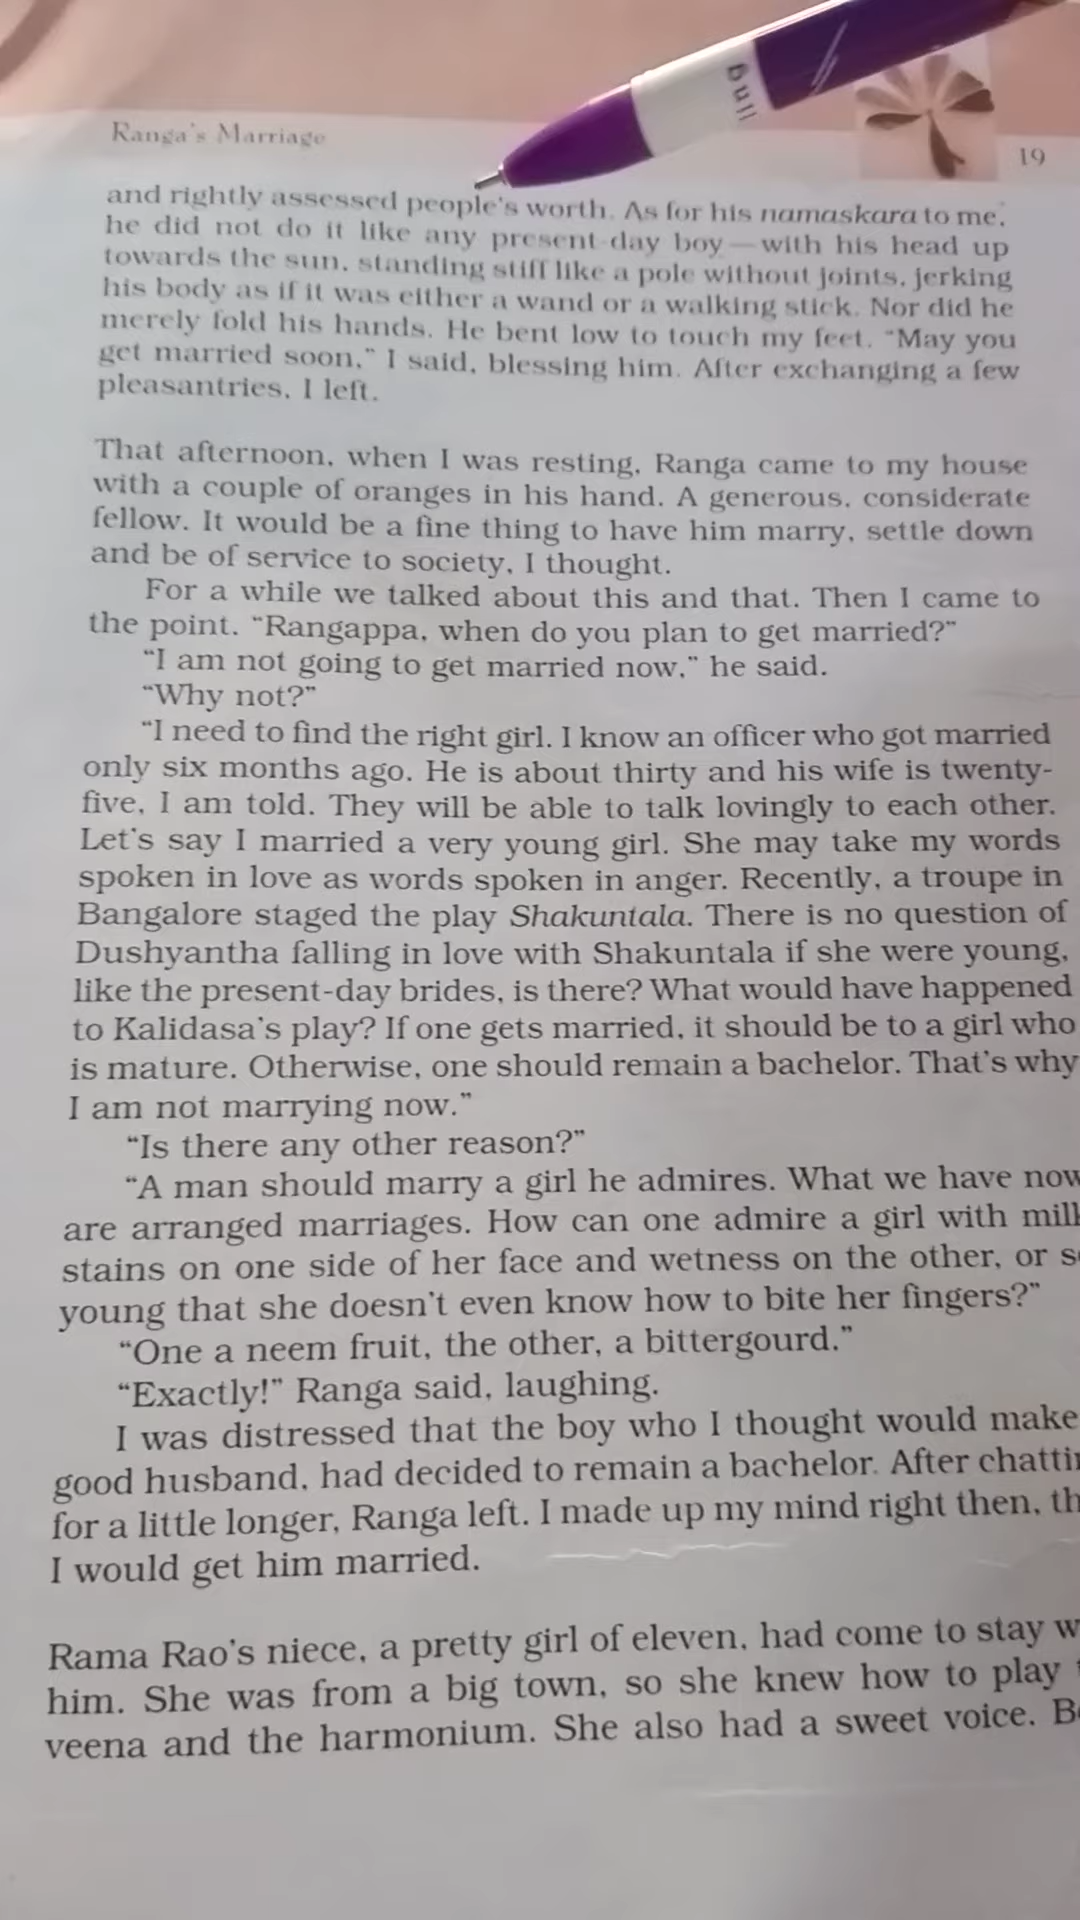 bull
Ranga's Marriage
19
and rightly assessed people's worth. As for his namaskara to me,
he did not do it like any present-day boy—with his head up
towards the sun, standing stiff like a pole without joints, jerking
his body as if it was either a wand or a walking stick. Nor did he
merely fold his hands. He bent low to touch my feet. “May you
get married soon,” I said, blessing him. After exchanging a few
pleasantries, I left.
That afternoon, when I was resting, Ranga came to my house
with a couple of oranges in his hand. A generous, considerate
fellow. It would be a fine thing to have him marry, settle down
and be of service to society, I thought.
For a while we talked about this and that. Then I came to
the point. “Rangappa, when do you plan to get married?”
“I am not going to get married now,” he said.
“Why not?”
“I need to find the right girl. I know an officer who got married
only six months ago. He is about thirty and his wife is twenty-
five, I am told. They will be able to talk lovingly to each other.
Let's say I married a very young girl. She may take my words
spoken in love as words spoken in anger. Recently, a troupe in
Bangalore staged the play Shakuntala. There is no question of
Dushyantha falling in love with Shakuntala if she were young,
like the present-day brides, is there? What would have happened
to Kalidasa's play? If one gets married, it should be to a girl who
is mature. Otherwise, one should remain a bachelor. That's why
I am not marrying now.”
“Is there any other reason?”
“A man should marry a girl he admires. What we have now
are arranged marriages. How can one admire a girl with milk
stains on one side of her face and wetness on the other, or s
young that she doesn't even know how to bite her fingers?”
“One a neem fruit, the other, a bittergourd.”
“Exactly!” Ranga said, laughing.
I was distressed that the boy who I thought would make
good husband, had decided to remain a bachelor. After chatti
for a little longer, Ranga left. I made up my mind right then, th
I would get him married.
Rama Rao's niece, a pretty girl of eleven, had come to stay w
him. She was from a big town, so she knew how to play
veena and the harmonium. She also had a sweet voice. B